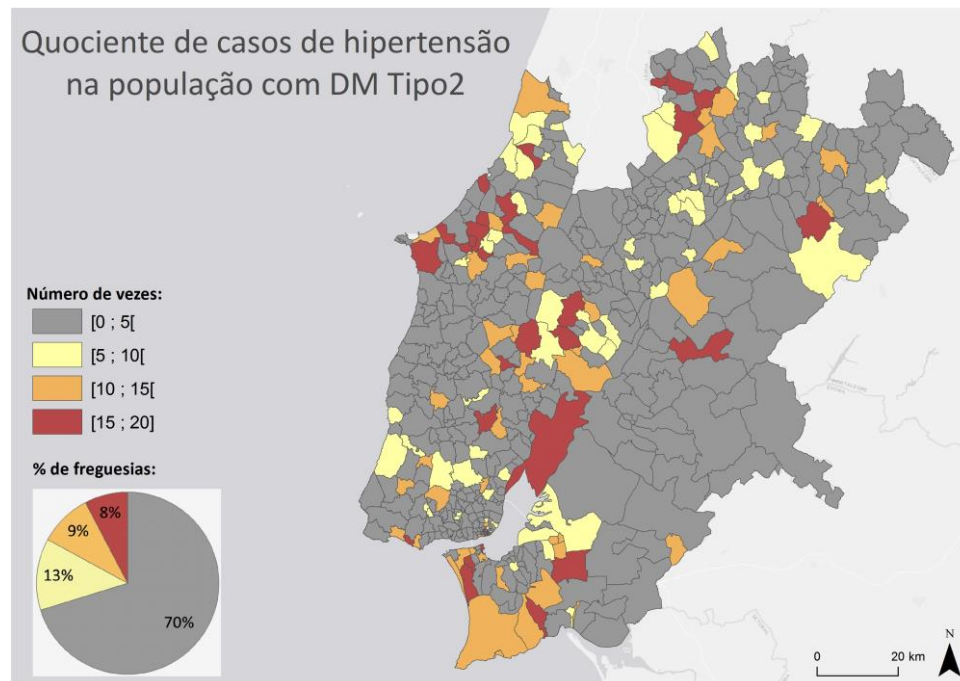 Quociente de casos de hipertensão
na população com DM Tipo2
Número de vezes:
[0 ; 5[
[5 ; 10[
[10 ; 15[
[15 ; 20]
% de freguesias:
8%
9%
13%
70%
N
0 20 km